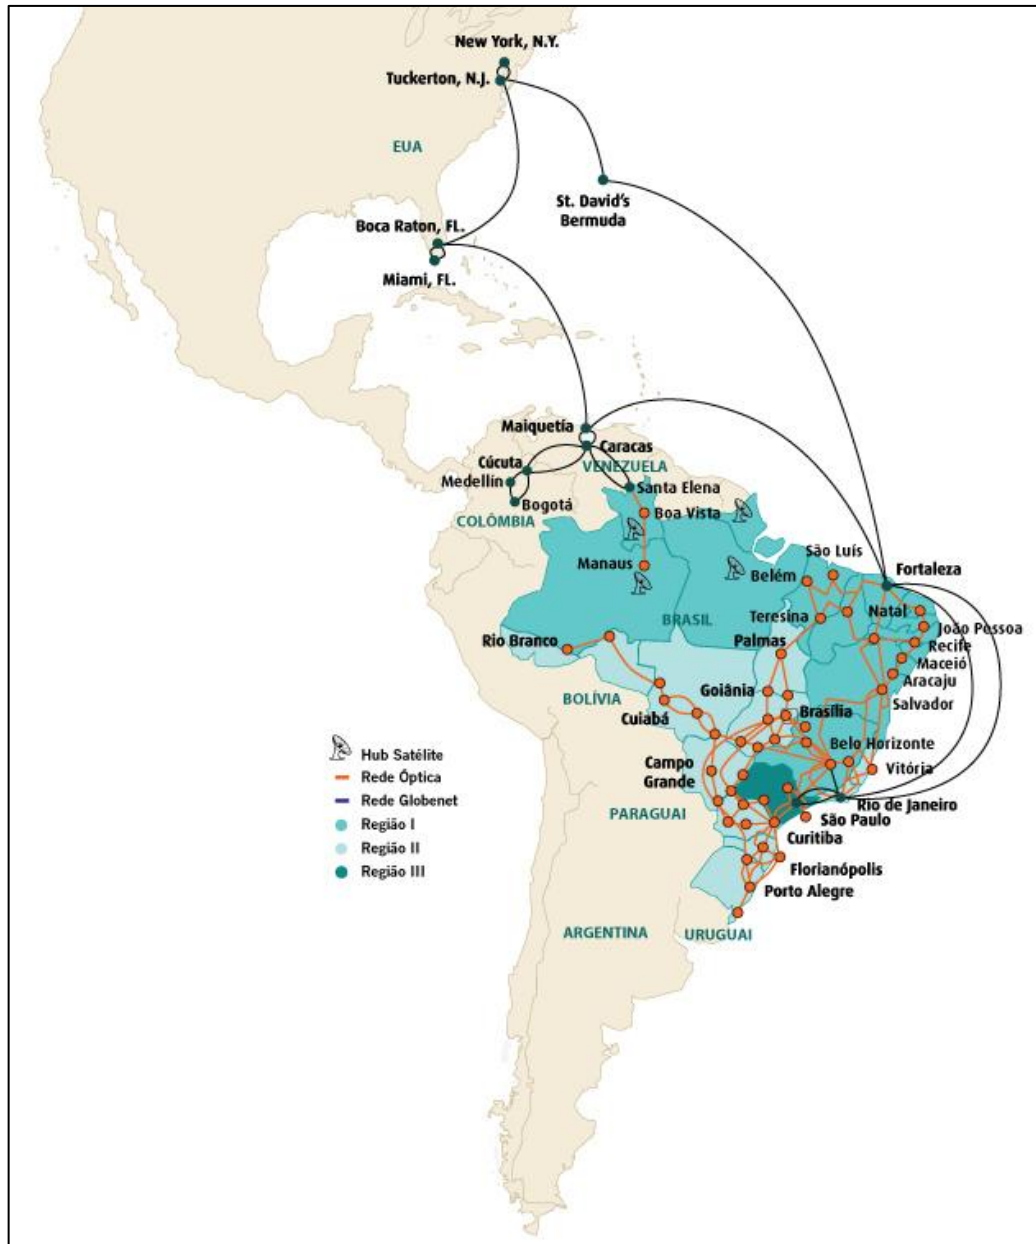 New York, N.Y.
Tuckerton, N.J.
EUA
St. David's
Bermuda
Boca Raton, FL.
Miami, FL.
Maiquetía
Caracas
Cúcuta
VENEZUELA
Medellín
Santa Elena
Bogotá
Boa Vista
COLÔMBIA
São Luís
Manaus
Belém
Fortaleza
Teresina
Natal
BRASIL
João Pessoa
Rio Branco
Palmas
Recife
Maceió
Aracaju
BOLÍVIA
Goiânia
Salvador
Cuiabá
Brasília
Belo Horizonte
Hub Satélite
Campo
Grande
Vitória
Rede Óptica
Rede Globenet
Rio de Janeiro
PARAGUAI
São Paulo
Região I
Curitiba
Região II
Florianópolis
Região III
Porto Alegre
ARGENTINA
URUGUAI